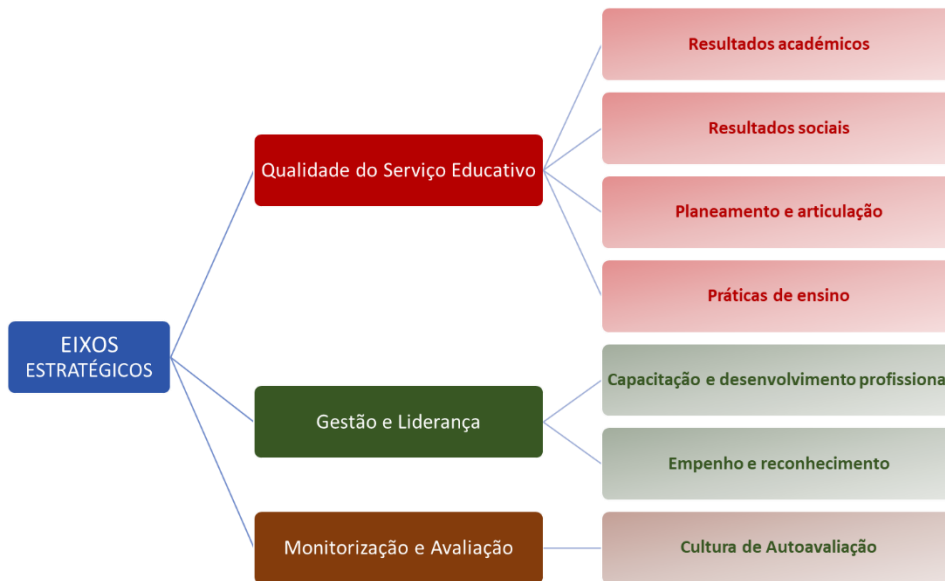 EIXOS
ESTRATÉGICOS
Qualidade do Serviço Educativo
Resultados académicos
Resultados sociais
Planeamento e articulação
Práticas de ensino
Gestão e Liderança
Capacitação e desenvolvimento profissiona
Empenho e reconhecimento
Monitorização e Avaliação
Cultura de Autoavaliação